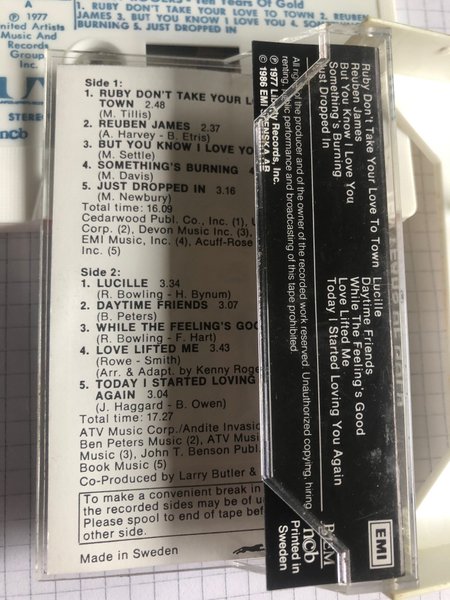 ROGERS - Ten Years Of Gold
A 1. RUBY DON'T TAKE YOUR LOVE TO TOWN 2. REUBEN
JAMES 3. BUT YOU KNOW I LOVE YOU 4. SOMETHING'S
BURNING 5. JUST DROPPED IN
℗ 1977
United Artists
Music And
Records
Group,
Inc.
STEREO
ncb
Side 1:
1. RUBY DON'T TAKE YOUR
TOWN 2.48
(M. Tillis)
2. REUBEN JAMES 2.37
(A. Harvey - B. Etris)
3. BUT YOU KNOW I LOVE YOU
(M. Settle)
4. SOMETHING'S BURNING
(M. Davis)
5. JUST DROPPED IN 3.16
(M. Newbury)
Total time: 16.09
Cedarwood Publ. Co., Inc (1),
Corp. (2), Devon Music Inc. (3),
EMI Music, Inc. (4), Acuff-Rose
Inc. (5)
Side 2:
1. LUCILLE 3.34
(R. Bowling - H. Bynum)
2. DAYTIME FRIENDS 3.07
(B. Peters)
3. WHILE THE FEELING'S
(R. Bowling - F. Hart)
4. LOVE LIFTED ME 3.43
(Rowe - Smith)
(Arr. & Adapt. by Kenny
5. TODAY I STARTED LOVING
AGAIN 3.04
(J. Haggard - B. Owen)
Total time: 17.27
ATV Music Corp./Andite
Ben Peters Music (2), ATV Music
Music (3), John T. Benson Publ.
Book Music (5)
Co-Produced by Larry Butler &
To make a convenient break in
the recorded sides may be of
Please spool to end of tape before
other side.
Made in Sweden
Ruby Don't Take Your Love To Town
Reuben James
But You Know I Love You
Something's Burning
Just Dropped In
Lucille
Daytime Friends
While The Feeling's Good
Love Lifted Me
Today I Started Loving You Again
℗ 1977 Liberty Records, Inc.
© 1986 EMI SVENSKA AB
All rights of the producer and of the owner of the recorded work reserved. Unauthorized copying, hiring,
renting, public performance and broadcasting of this tape prohibited.
EMI
ncb
Printed in
Sweden